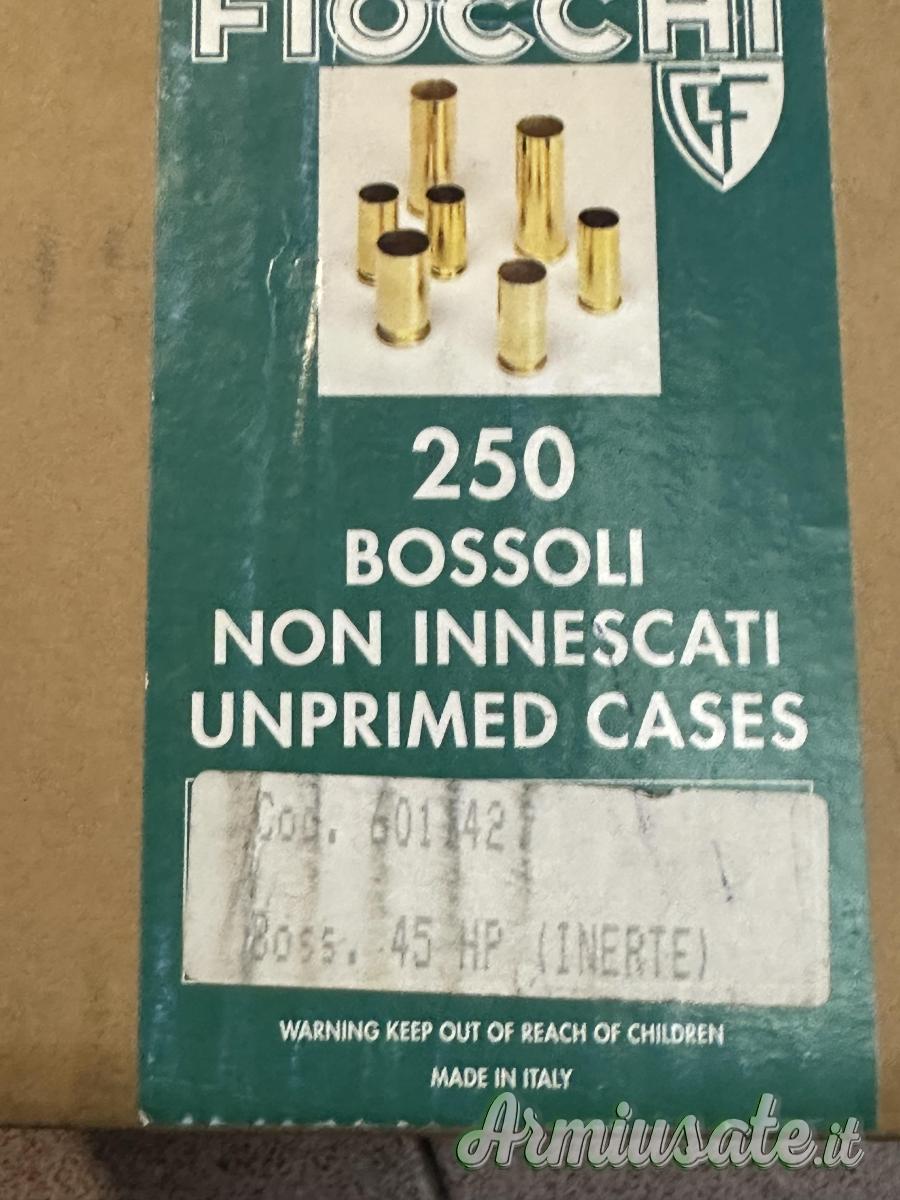 FIOCCHI
GF
250
BOSSOLI
NON INNESCATI
UNPRIMED CASES
Cod. 601142
Boss. 45 HP (INERTE)
WARNING KEEP OUT OF REACH OF CHILDREN
MADE IN ITALY
Armiusate.it